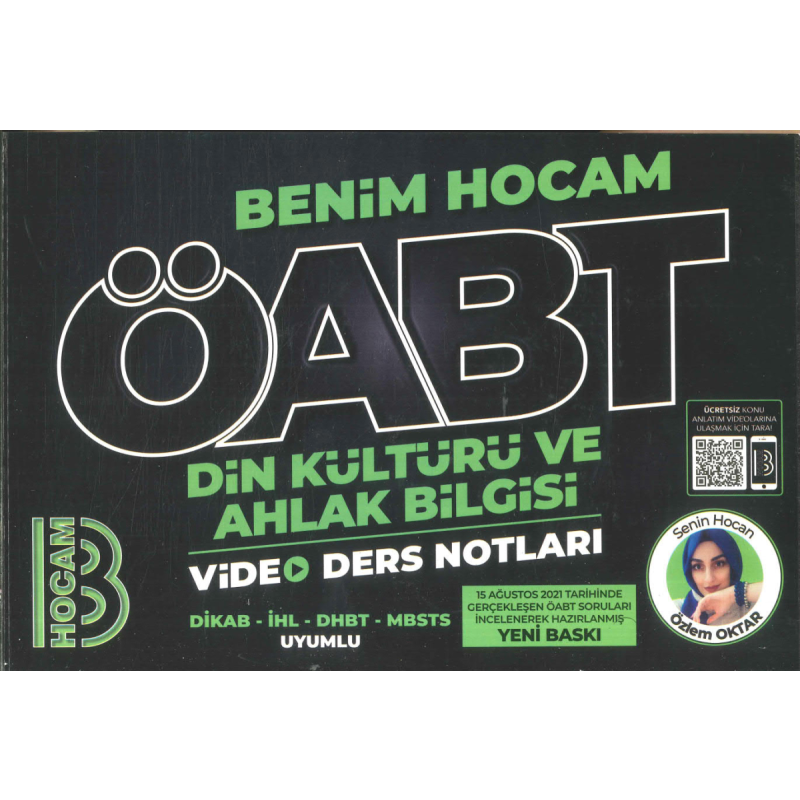 BENİM HOCAM
ÖABT
DİN KÜLTÜRÜ VE
AHLAK BİLGİSİ
VİDEO DERS NOTLARI
DİKAB - İHL - DHBT - MBSTS
UYUMLU
15 AĞUSTOS 2021 TARİHİNDE
GERÇEKLEŞEN ÖABT SORULARI
İNCELENEREK HAZIRLANMIŞ
YENİ BASKI
ÜCRETSİZ KONU
ANLATIM VİDEOLARINA
ULAŞMAK İÇİN TARA!
B
Senin Hocan
Özlem OKTAR
B
HOCAM